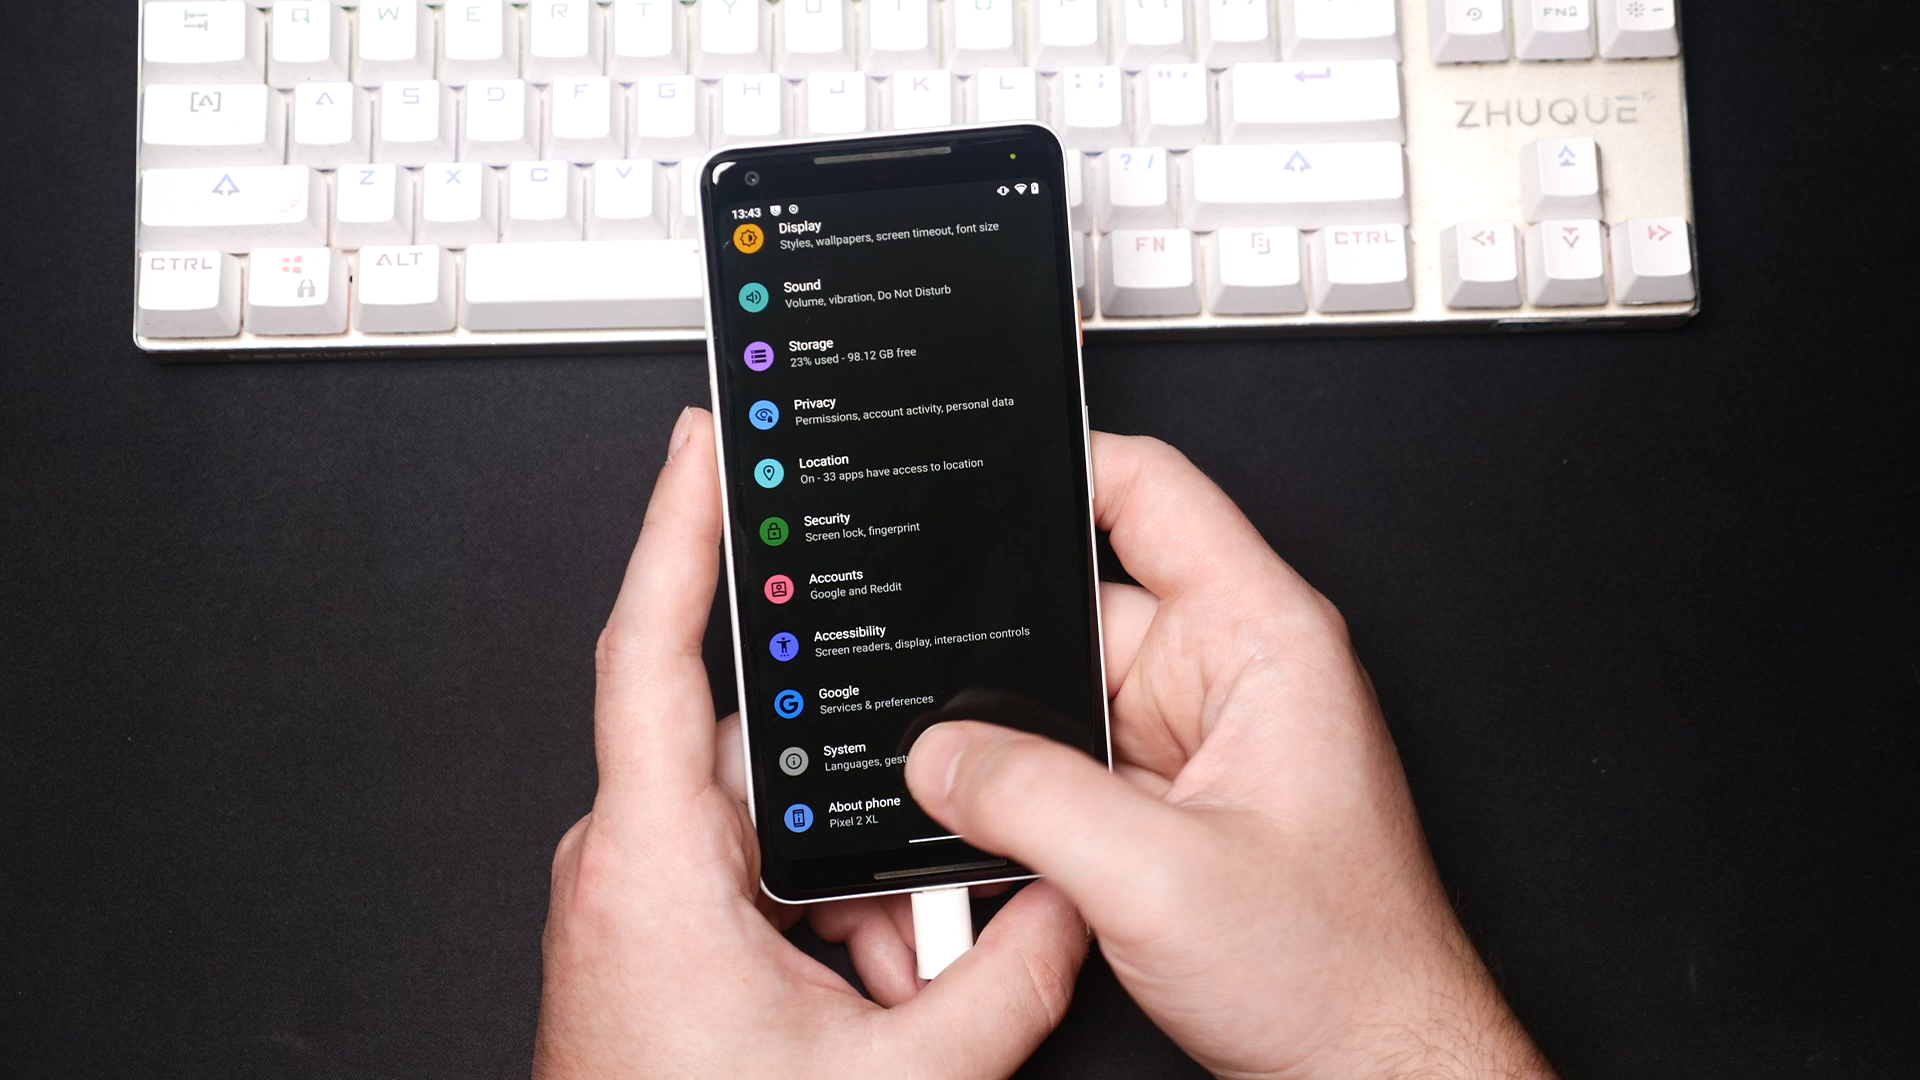 Q W E R T Y U I O P
FN
A S D F G H J K L : ; " '
ZHUQUE
Z X C V ? /
CTRL ALT FN CTRL
13:43
Display
Styles, wallpapers, screen timeout, font size
Sound
Volume, vibration, Do Not Disturb
Storage
23% used - 98.12 GB free
Privacy
Permissions, account activity, personal data
Location
On - 33 apps have access to location
Security
Screen lock, fingerprint
Accounts
Google and Reddit
Accessibility
Screen readers, display, interaction controls
Google
Services & preferences
System
Languages,
About phone
Pixel 2 XL